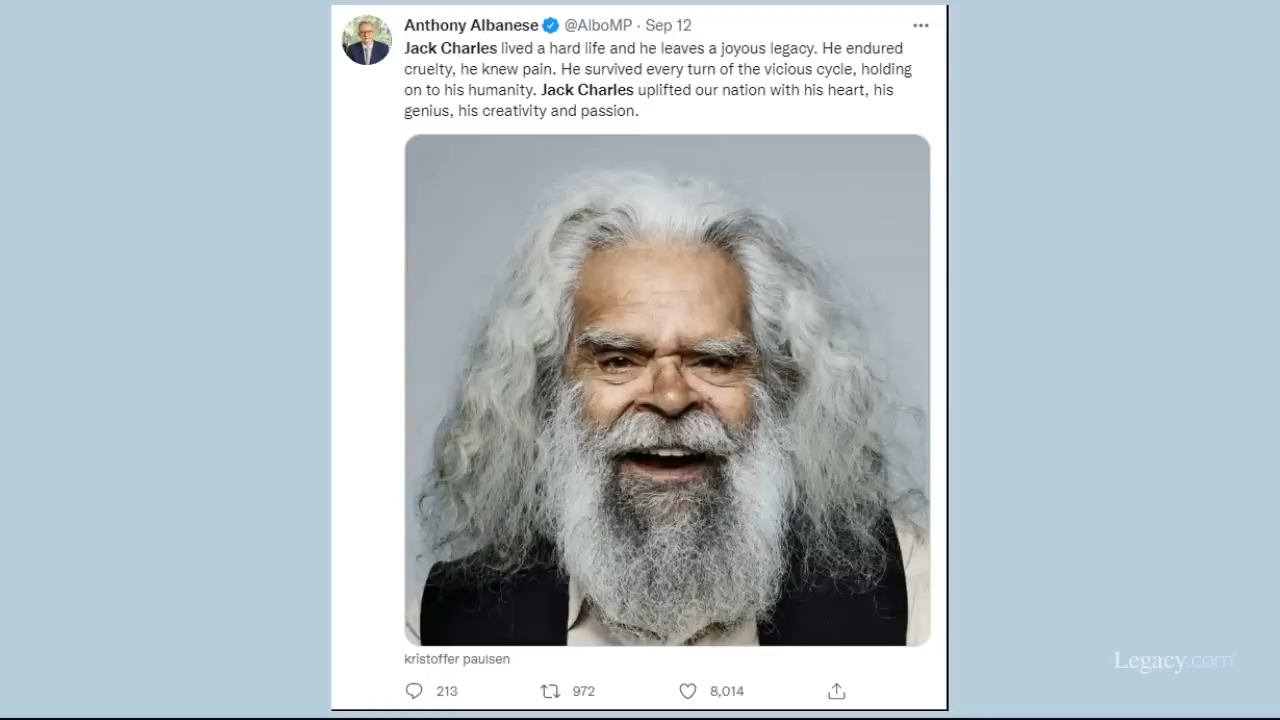 Anthony Albanese @AlboMP · Sep 12
Jack Charles lived a hard life and he leaves a joyous legacy. He endured
cruelty, he knew pain. He survived every turn of the vicious cycle, holding
on to his humanity. Jack Charles uplifted our nation with his heart, his
genius, his creativity and passion.
kristoffer paulsen
213 972 8,014
Legacy.com